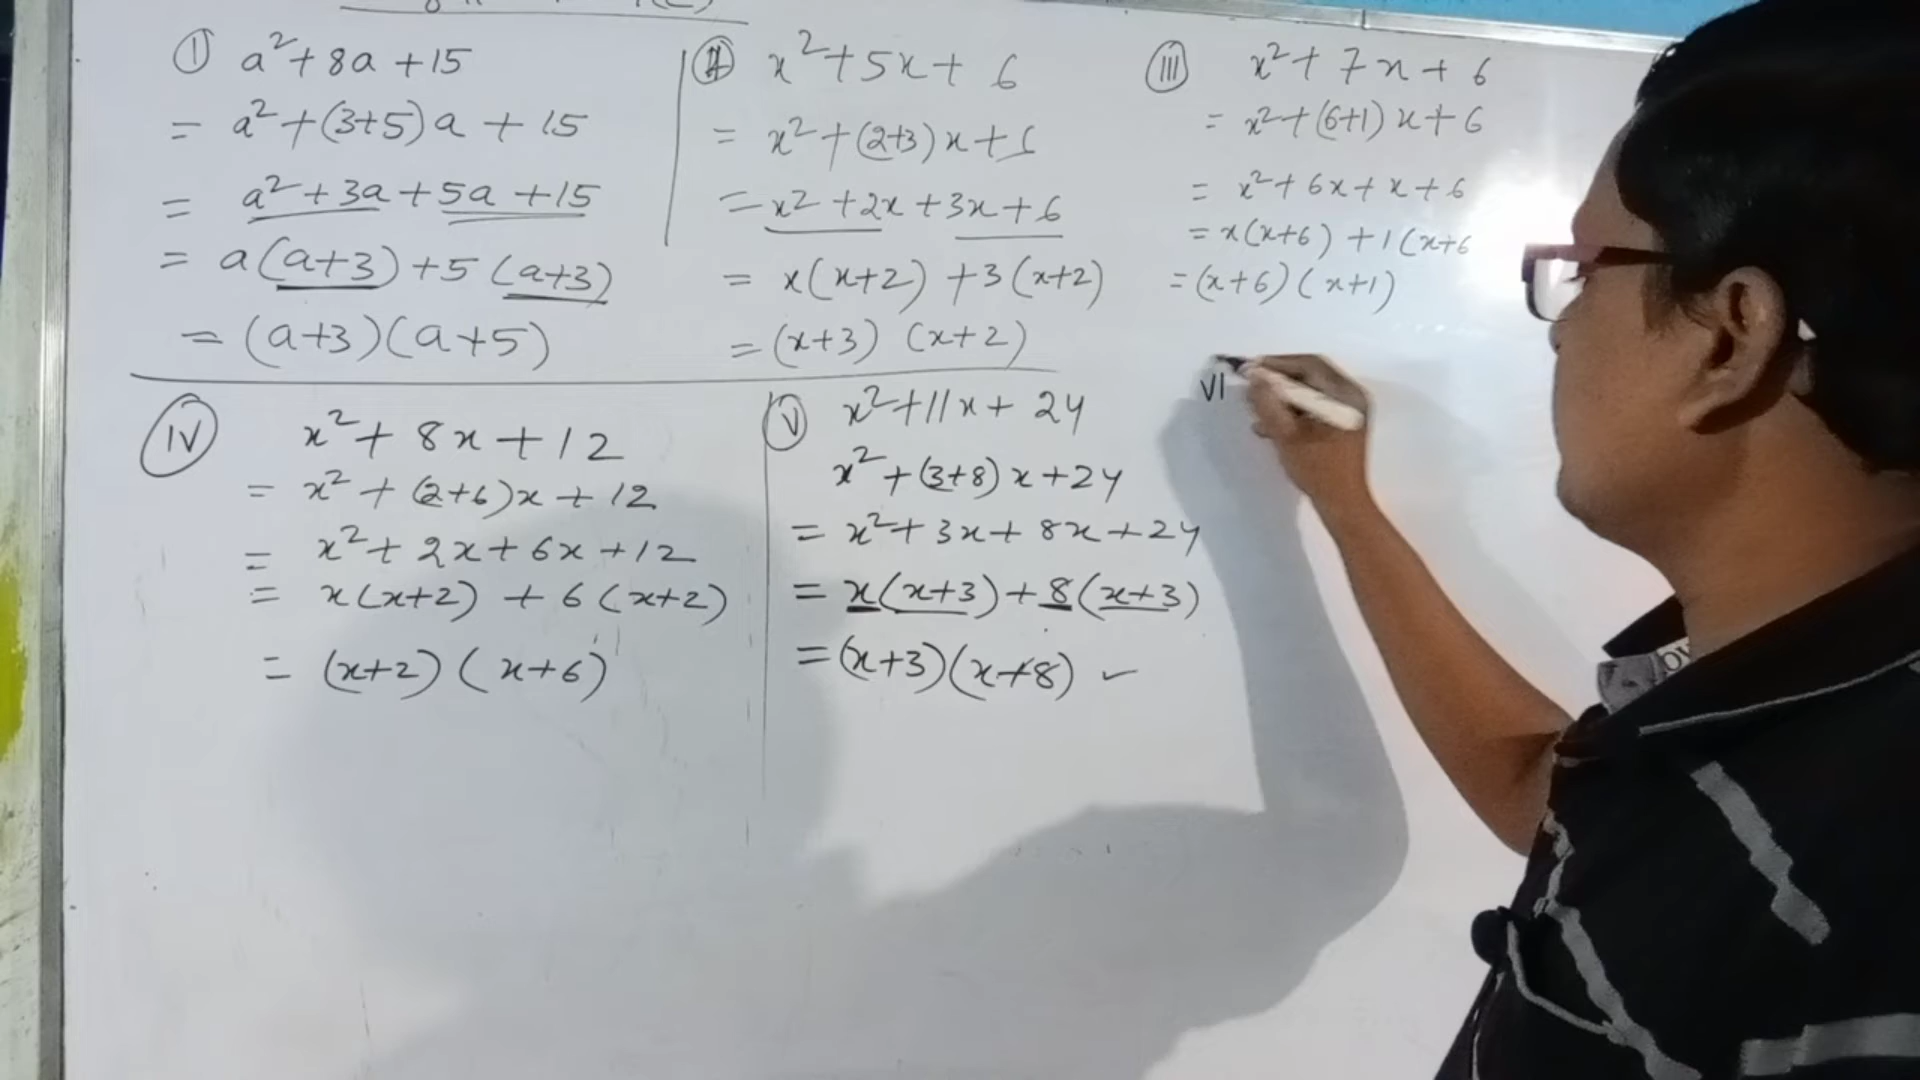 ① a²+8a+15
= a²+(3+5)a+15
= a²+3a+5a+15
= a(a+3)+5(a+3)
= (a+3)(a+5)
II x²+5x+6
= x²+(2+3)x+6
= x²+2x+3x+6
= x(x+2)+3(x+2)
= (x+3) (x+2)
III x²+7x+6
= x²+(6+1)x+6
= x²+6x+x+6
= x(x+6)+1(x+6
= (x+6)(x+1)
IV x²+8x+12
= x²+(2+6)x+12
= x²+2x+6x+12
= x(x+2)+6(x+2)
= (x+2)(x+6)
V x²+11x+24
x²+(3+8)x+24
= x²+3x+8x+24
= x(x+3)+8(x+3)
= (x+3)(x+8) ✓
VI